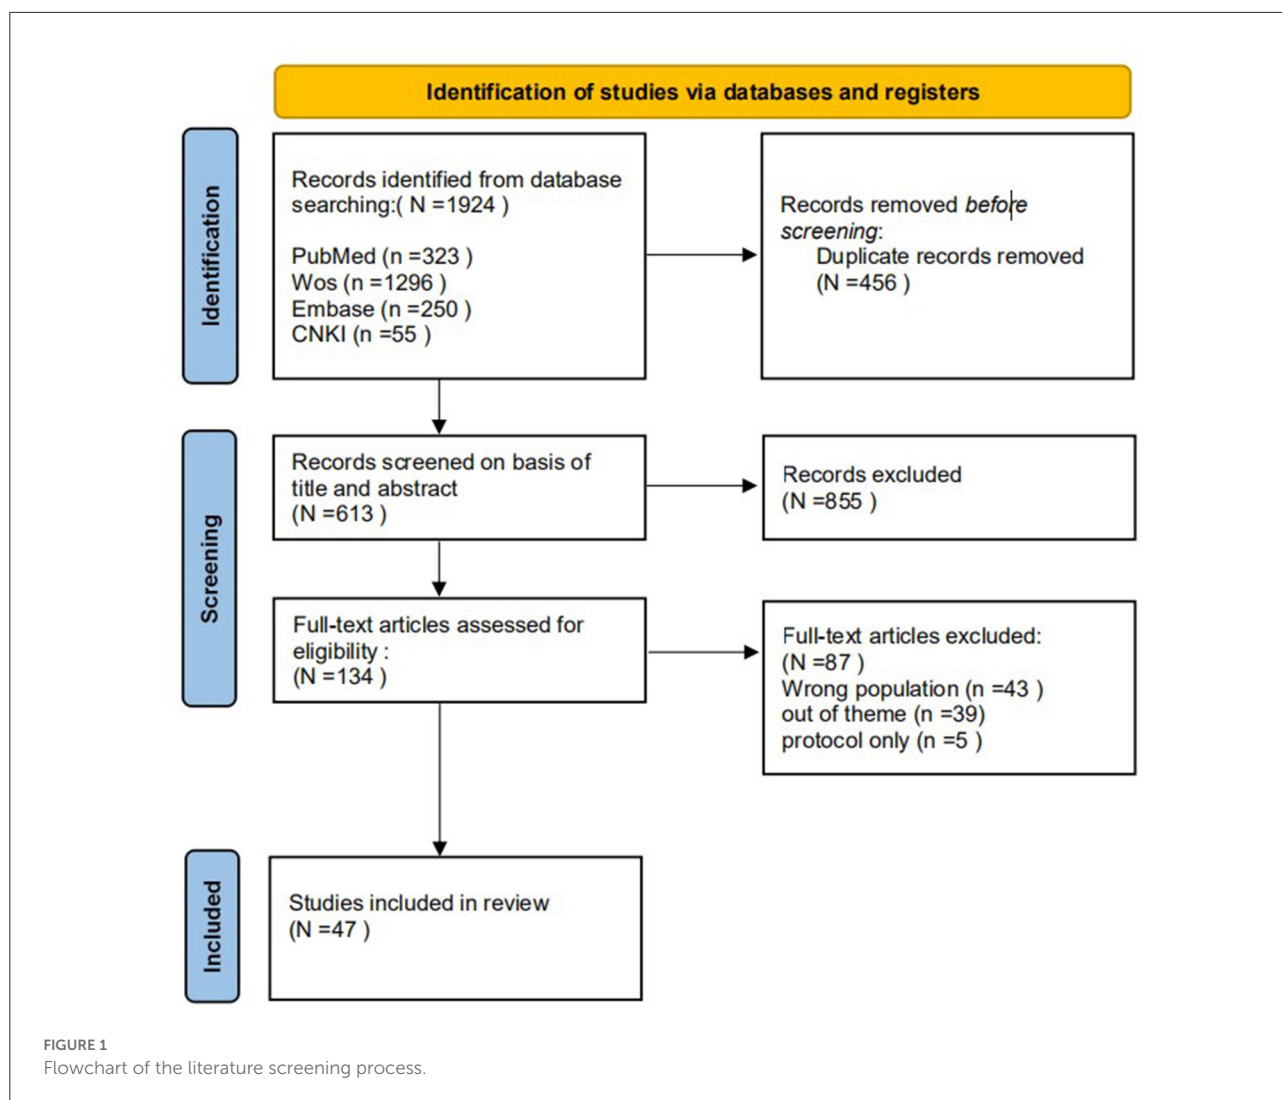 Identification of studies via databases and registers
Identification
Records identified from database
searching:( N =1924 )
PubMed (n =323 )
Wos (n =1296 )
Embase (n =250 )
CNKI (n =55 )
Records removed before
screening:
Duplicate records removed
(N =456 )
Screening
Records screened on basis of
title and abstract
(N =613 )
Records excluded
(N =855 )
Full-text articles assessed for
eligibility :
(N =134 )
Full-text articles excluded:
(N =87 )
Wrong population (n =43 )
out of theme (n =39)
protocol only (n =5 )
Included
Studies included in review
(N =47 )
FIGURE 1
Flowchart of the literature screening process.